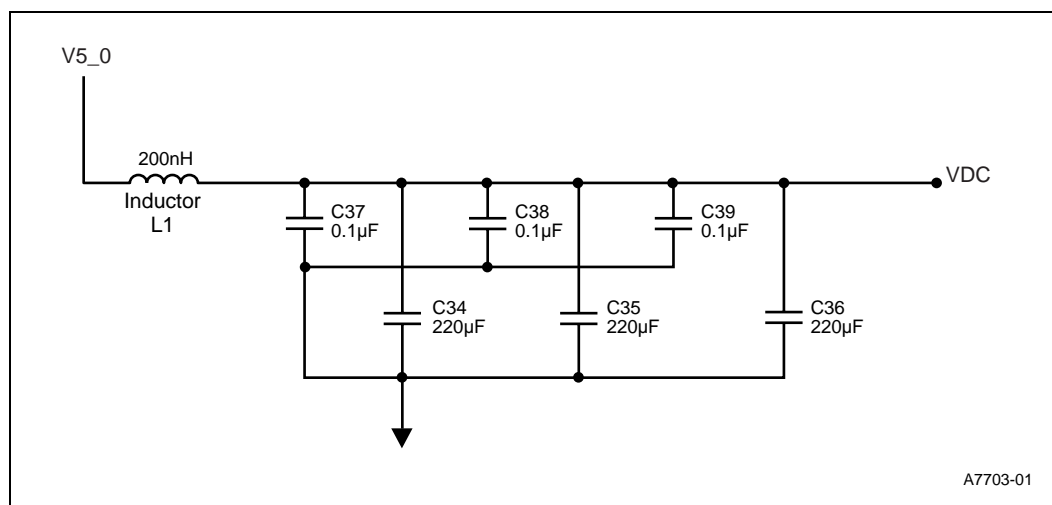 V5_0
200nH
Inductor
L1
VDC
C37
0.1µF
C38
0.1µF
C39
0.1µF
C34
220µF
C35
220µF
C36
220µF
A7703-01